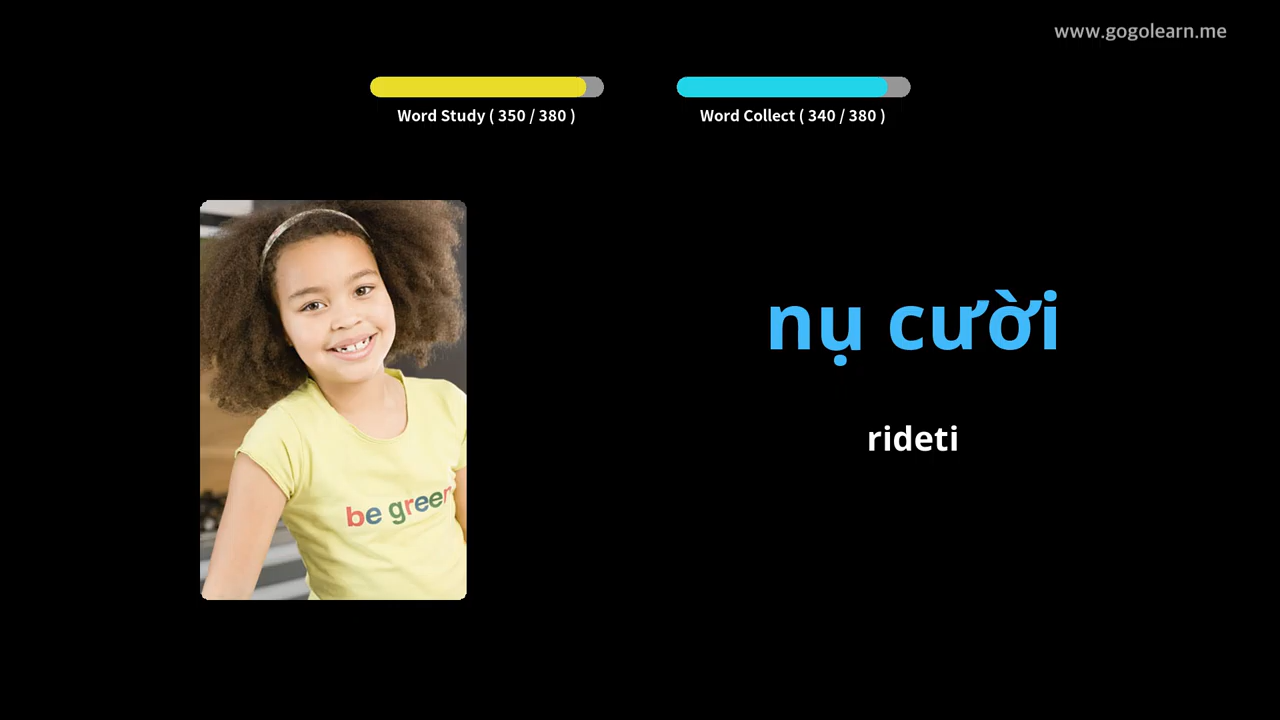 www.gogolearn.me
Word Study ( 350 / 380 )
Word Collect ( 340 / 380 )
nụ cười
rideti
be green